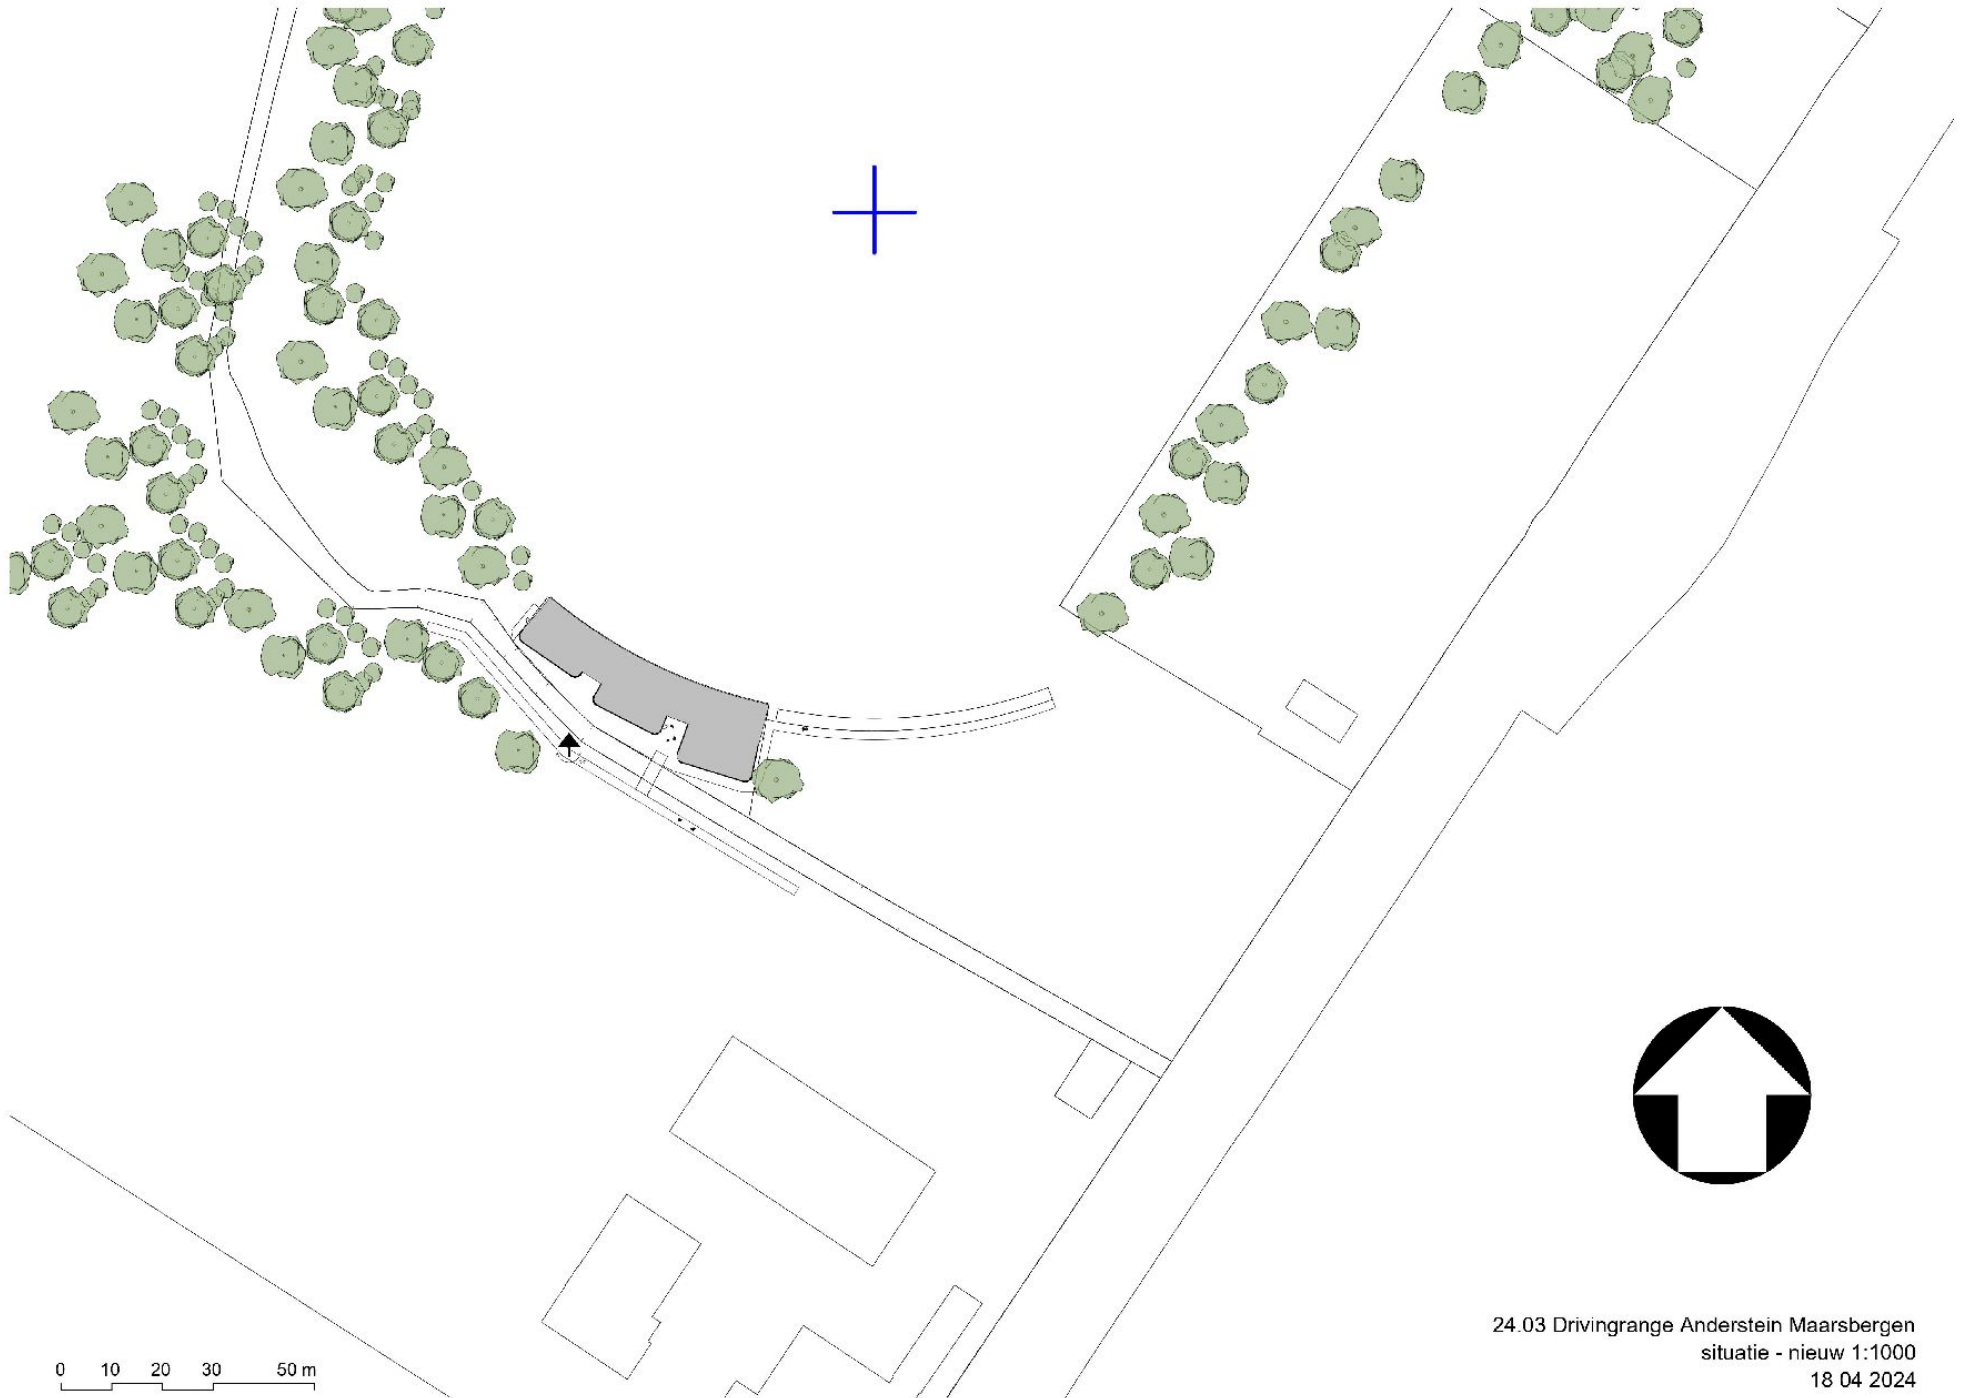 0 10 20 30 50 m
24.03 Drivingrange Anderstein Maarsbergen
situatie - nieuw 1:1000
18 04 2024